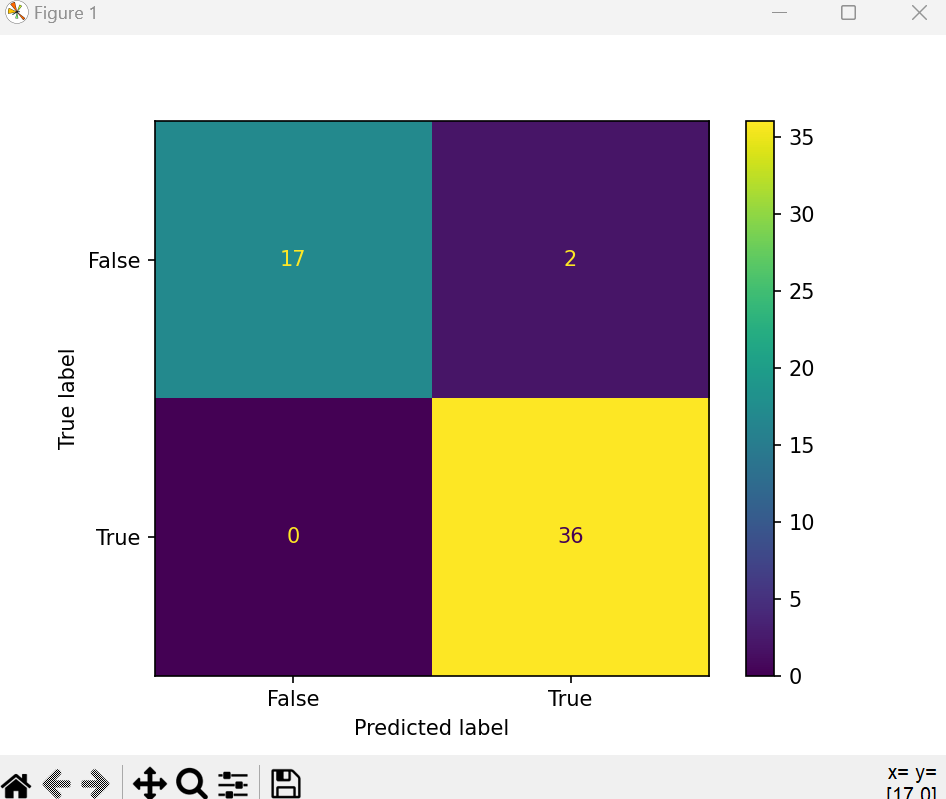 Figure 1
35
30
25
20
15
10
5
0
True label
False
17
2
True
0
36
False
True
Predicted label
x= y=
[17.0]